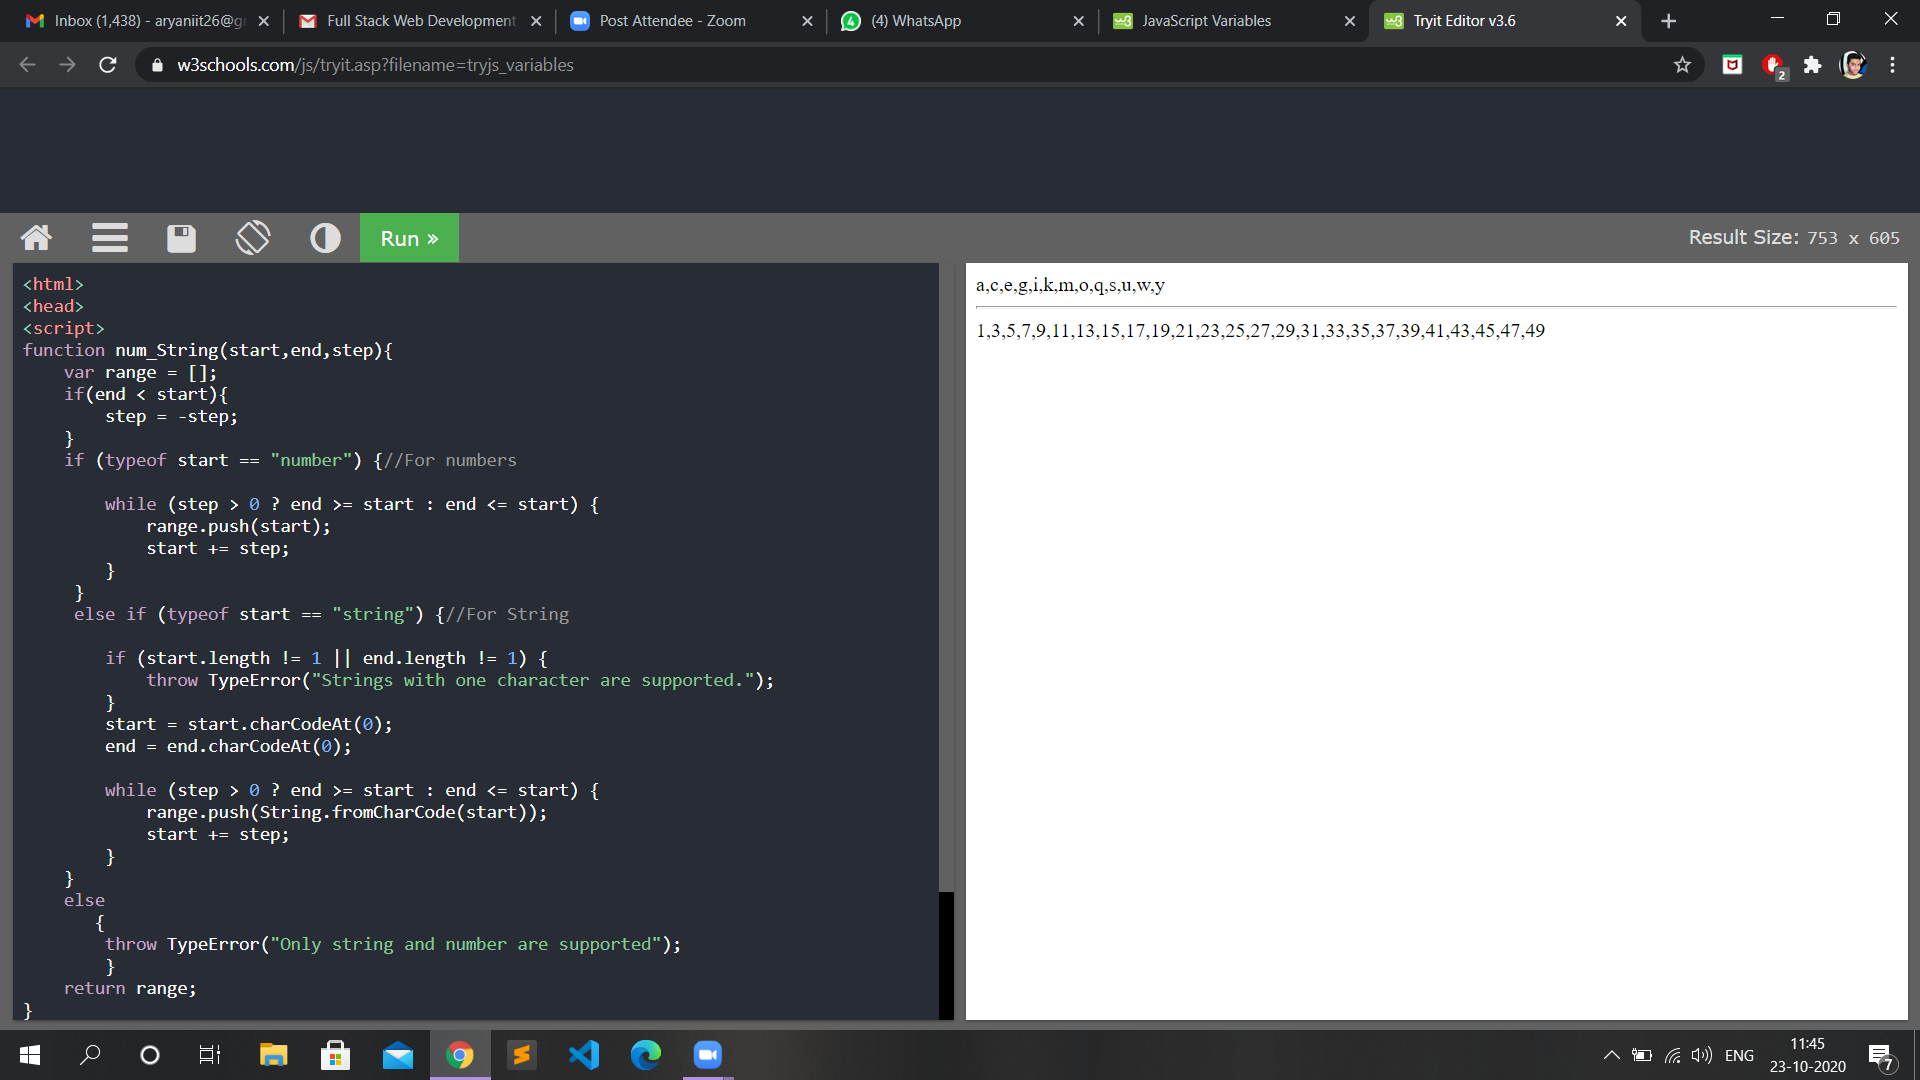 Inbox (1,438) - aryaniit26@gr
Full Stack Web Development
Post Attendee - Zoom
(4) WhatsApp
JavaScript Variables
Tryit Editor v3.6
w3schools.com/js/tryit.asp?filename=tryjs_variables
2
Run »
Result Size: 753 x 605
<html>
<head>
<script>
function num_String(start,end,step){
    var range = [];
    if(end < start){
        step = -step;
    }
    if (typeof start == "number") {//For numbers
        while (step > 0 ? end >= start : end <= start) {
            range.push(start);
            start += step;
        }
     }
     else if (typeof start == "string") {//For String
        if (start.length != 1 || end.length != 1) {
            throw TypeError("Strings with one character are supported.");
        }
        start = start.charCodeAt(0);
        end = end.charCodeAt(0);
        while (step > 0 ? end >= start : end <= start) {
            range.push(String.fromCharCode(start));
            start += step;
        }
    }
    else
       {
        throw TypeError("Only string and number are supported");
        }
    return range;
}
a,c,e,g,i,k,m,o,q,s,u,w,y
1,3,5,7,9,11,13,15,17,19,21,23,25,27,29,31,33,35,37,39,41,43,45,47,49
ENG
11:45
23-10-2020
7